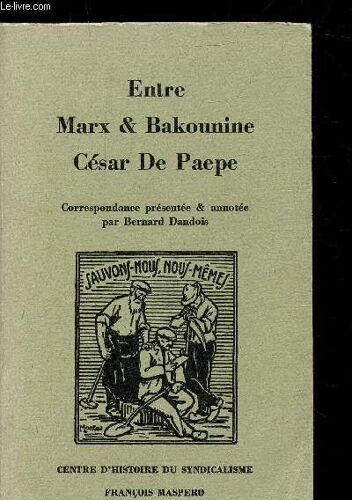 Le-livre.com
Entre
Marx & Bakounine
César De Paepe
Correspondance présentée & annotée
par Bernard Dandois
SAUVONS-NOUS, NOUS-MÊMES
CENTRE D'HISTOIRE DU SYNDICALISME
FRANÇOIS MASPERO